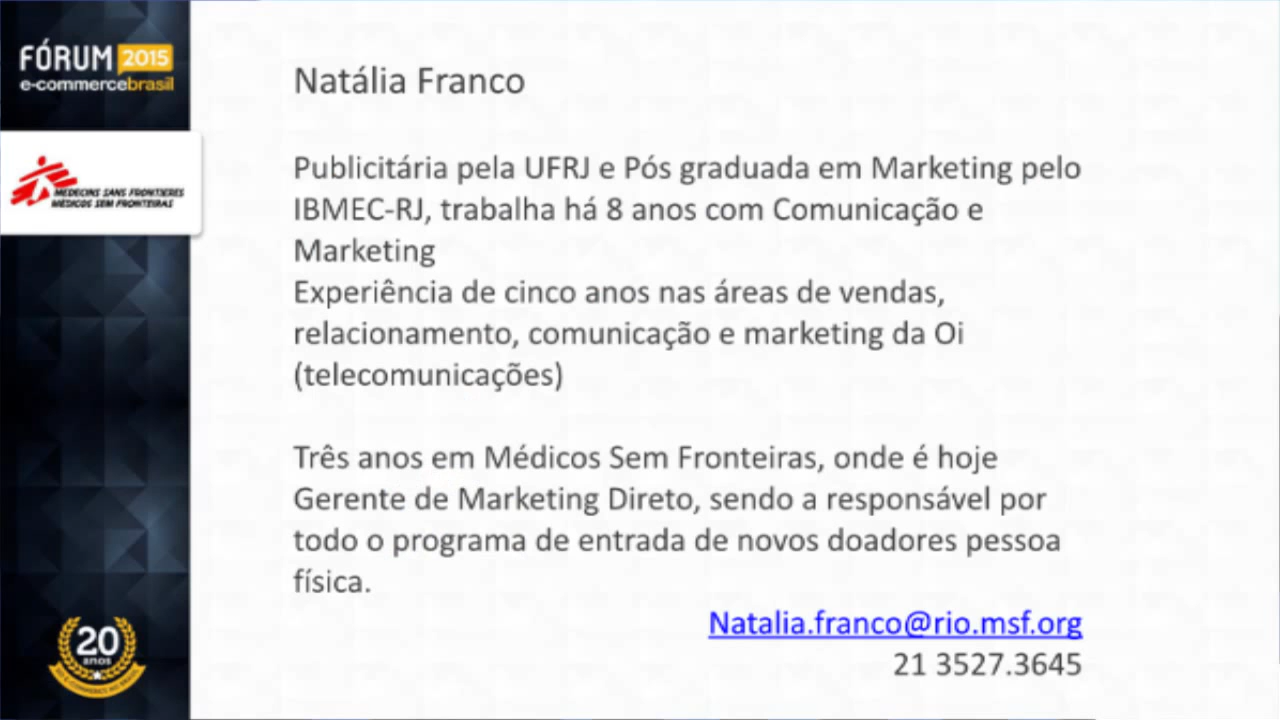 FÓRUM 2015
e-commercebrasil
MEDECINS SANS FRONTIERES
MÉDICOS SEM FRONTEIRAS
Natália Franco
Publicitária pela UFRJ e Pós graduada em Marketing pelo
IBMEC-RJ, trabalha há 8 anos com Comunicação e
Marketing
Experiência de cinco anos nas áreas de vendas,
relacionamento, comunicação e marketing da Oi
(telecomunicações)
Três anos em Médicos Sem Fronteiras, onde é hoje
Gerente de Marketing Direto, sendo a responsável por
todo o programa de entrada de novos doadores pessoa
física.
Natalia.franco@rio.msf.org
21 3527.3645
20
anos
DO E-COMMERCE NO BRASIL